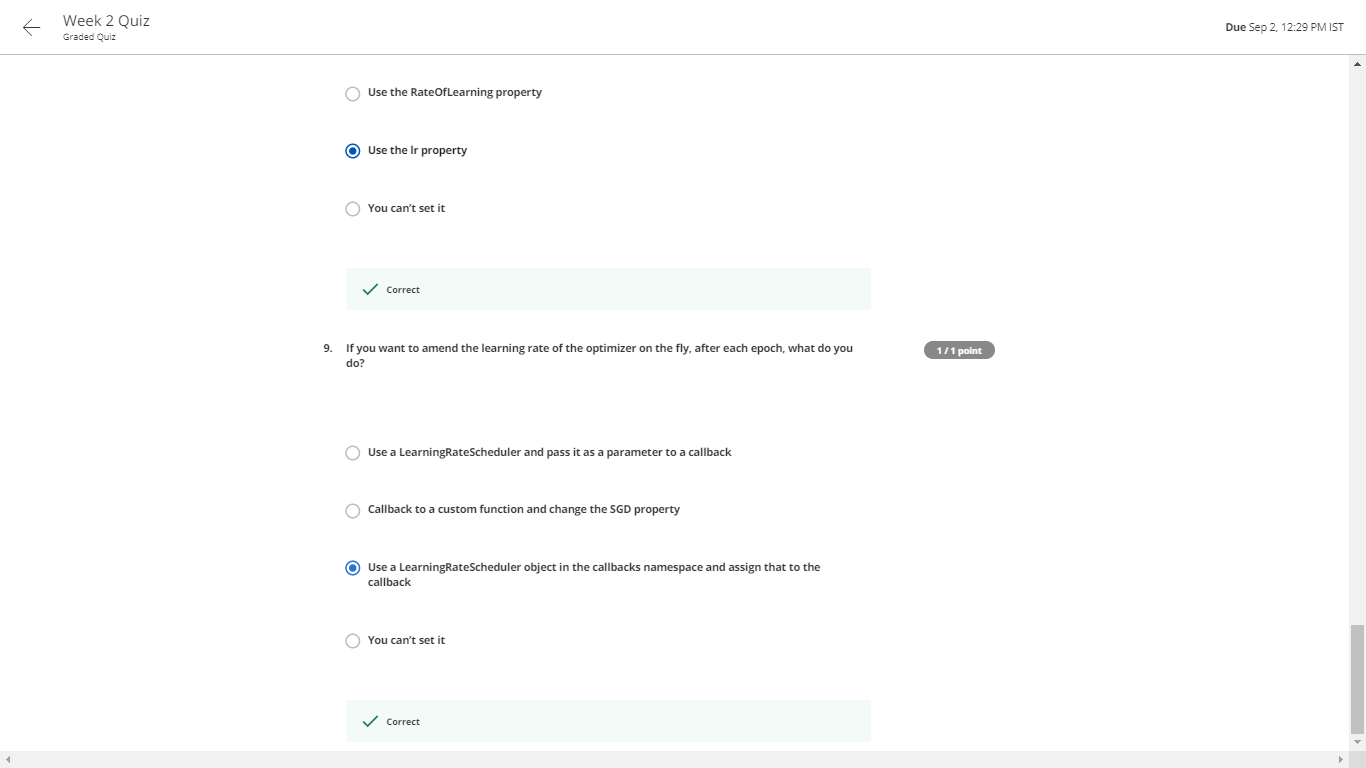 Week 2 Quiz
Graded Quiz
Due Sep 2, 12:29 PM IST
Use the RateOfLearning property
Use the lr property
You can't set it
Correct
9. If you want to amend the learning rate of the optimizer on the fly, after each epoch, what do you
do?
1 / 1 point
Use a LearningRateScheduler and pass it as a parameter to a callback
Callback to a custom function and change the SGD property
Use a LearningRateScheduler object in the callbacks namespace and assign that to the
callback
You can't set it
Correct